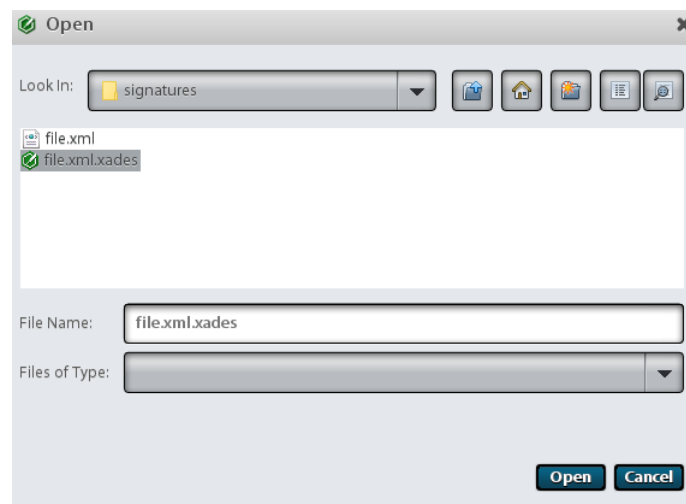 Open
Look In:
signatures
file.xml
file.xml.xades
File Name:
file.xml.xades
Files of Type:
Open
Cancel